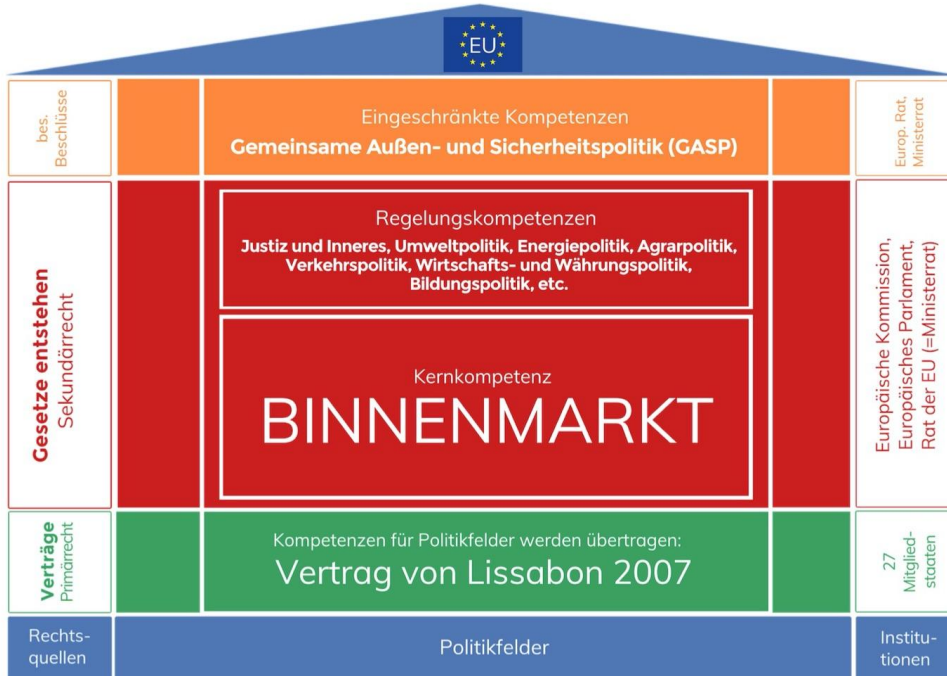 EU
bes.
Beschlüsse
Eingeschränkte Kompetenzen
Gemeinsame Außen- und Sicherheitspolitik (GASP)
Europ. Rat,
Ministerrat
Gesetze entstehen
Sekundärrecht
Regelungskompetenzen
Justiz und Inneres, Umweltpolitik, Energiepolitik, Agrarpolitik,
Verkehrspolitik, Wirtschafts- und Währungspolitik,
Bildungspolitik, etc.
Kernkompetenz
BINNENMARKT
Europäische Kommission,
Europäisches Parlament,
Rat der EU (=Ministerrat)
Verträge
Primärrecht
Kompetenzen für Politikfelder werden übertragen:
Vertrag von Lissabon 2007
27
Mitglied-
staaten
Rechts-
quellen
Politikfelder
Institu-
tionen